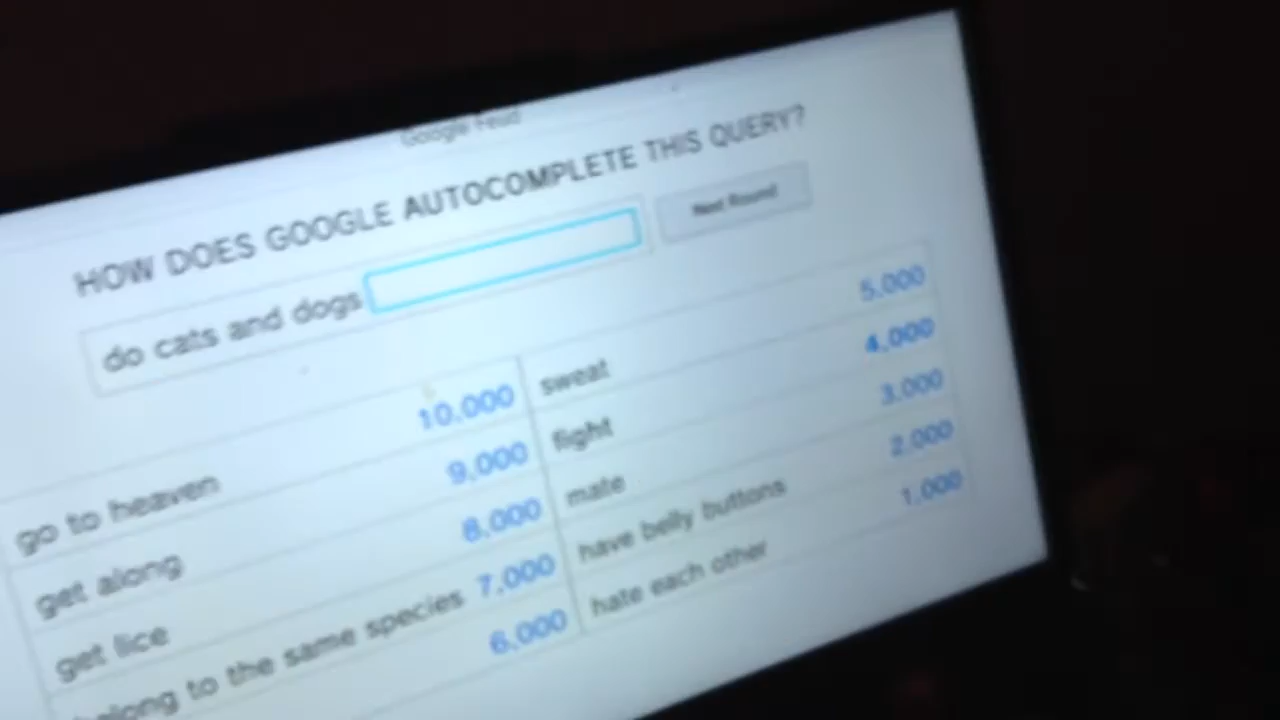 Google Feud
HOW DOES GOOGLE AUTOCOMPLETE THIS QUERY?
do cats and dogs
Next Round
go to heaven 10,000
get along 9,000
get lice 8,000
belong to the same species 7,000
6,000
sweat 5,000
fight 4,000
mate 3,000
have belly buttons 2,000
hate each other 1,000